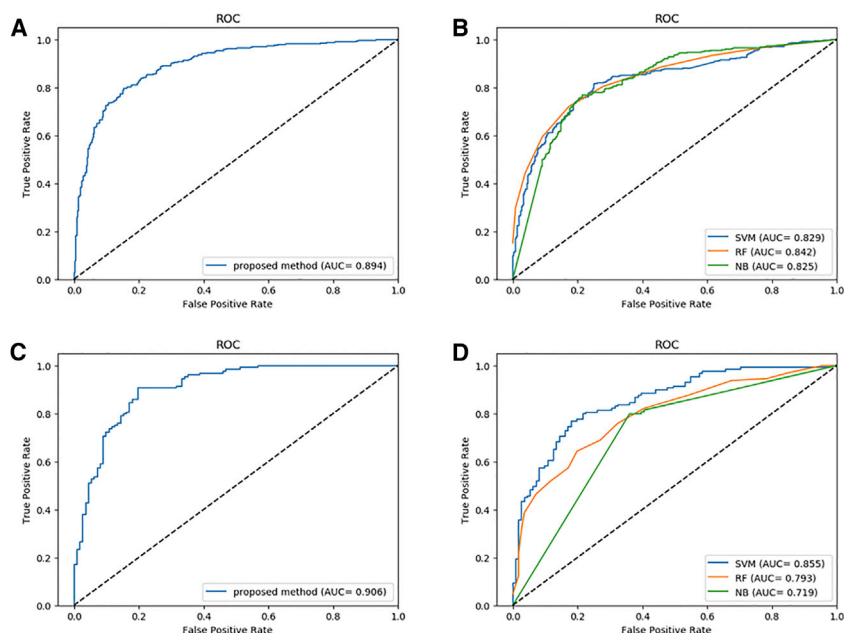 A
ROC
1.0
0.8
0.6
0.4
0.2
0.0
True Positive Rate
proposed method (AUC= 0.894)
0.0 0.2 0.4 0.6 0.8 1.0
False Positive Rate
B
ROC
1.0
0.8
0.6
0.4
0.2
0.0
True Positive Rate
SVM (AUC= 0.829)
RF (AUC= 0.842)
NB (AUC= 0.825)
0.0 0.2 0.4 0.6 0.8 1.0
False Positive Rate
C
ROC
1.0
0.8
0.6
0.4
0.2
0.0
True Positive Rate
proposed method (AUC= 0.906)
0.0 0.2 0.4 0.6 0.8 1.0
False Positive Rate
D
ROC
1.0
0.8
0.6
0.4
0.2
0.0
True Positive Rate
SVM (AUC= 0.855)
RF (AUC= 0.793)
NB (AUC= 0.719)
0.0 0.2 0.4 0.6 0.8 1.0
False Positive Rate